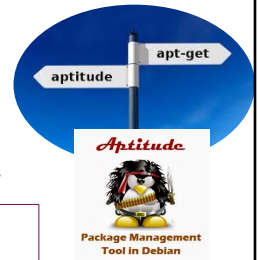 apt-get
aptitude
Aptitude
Package Management
Tool in Debian